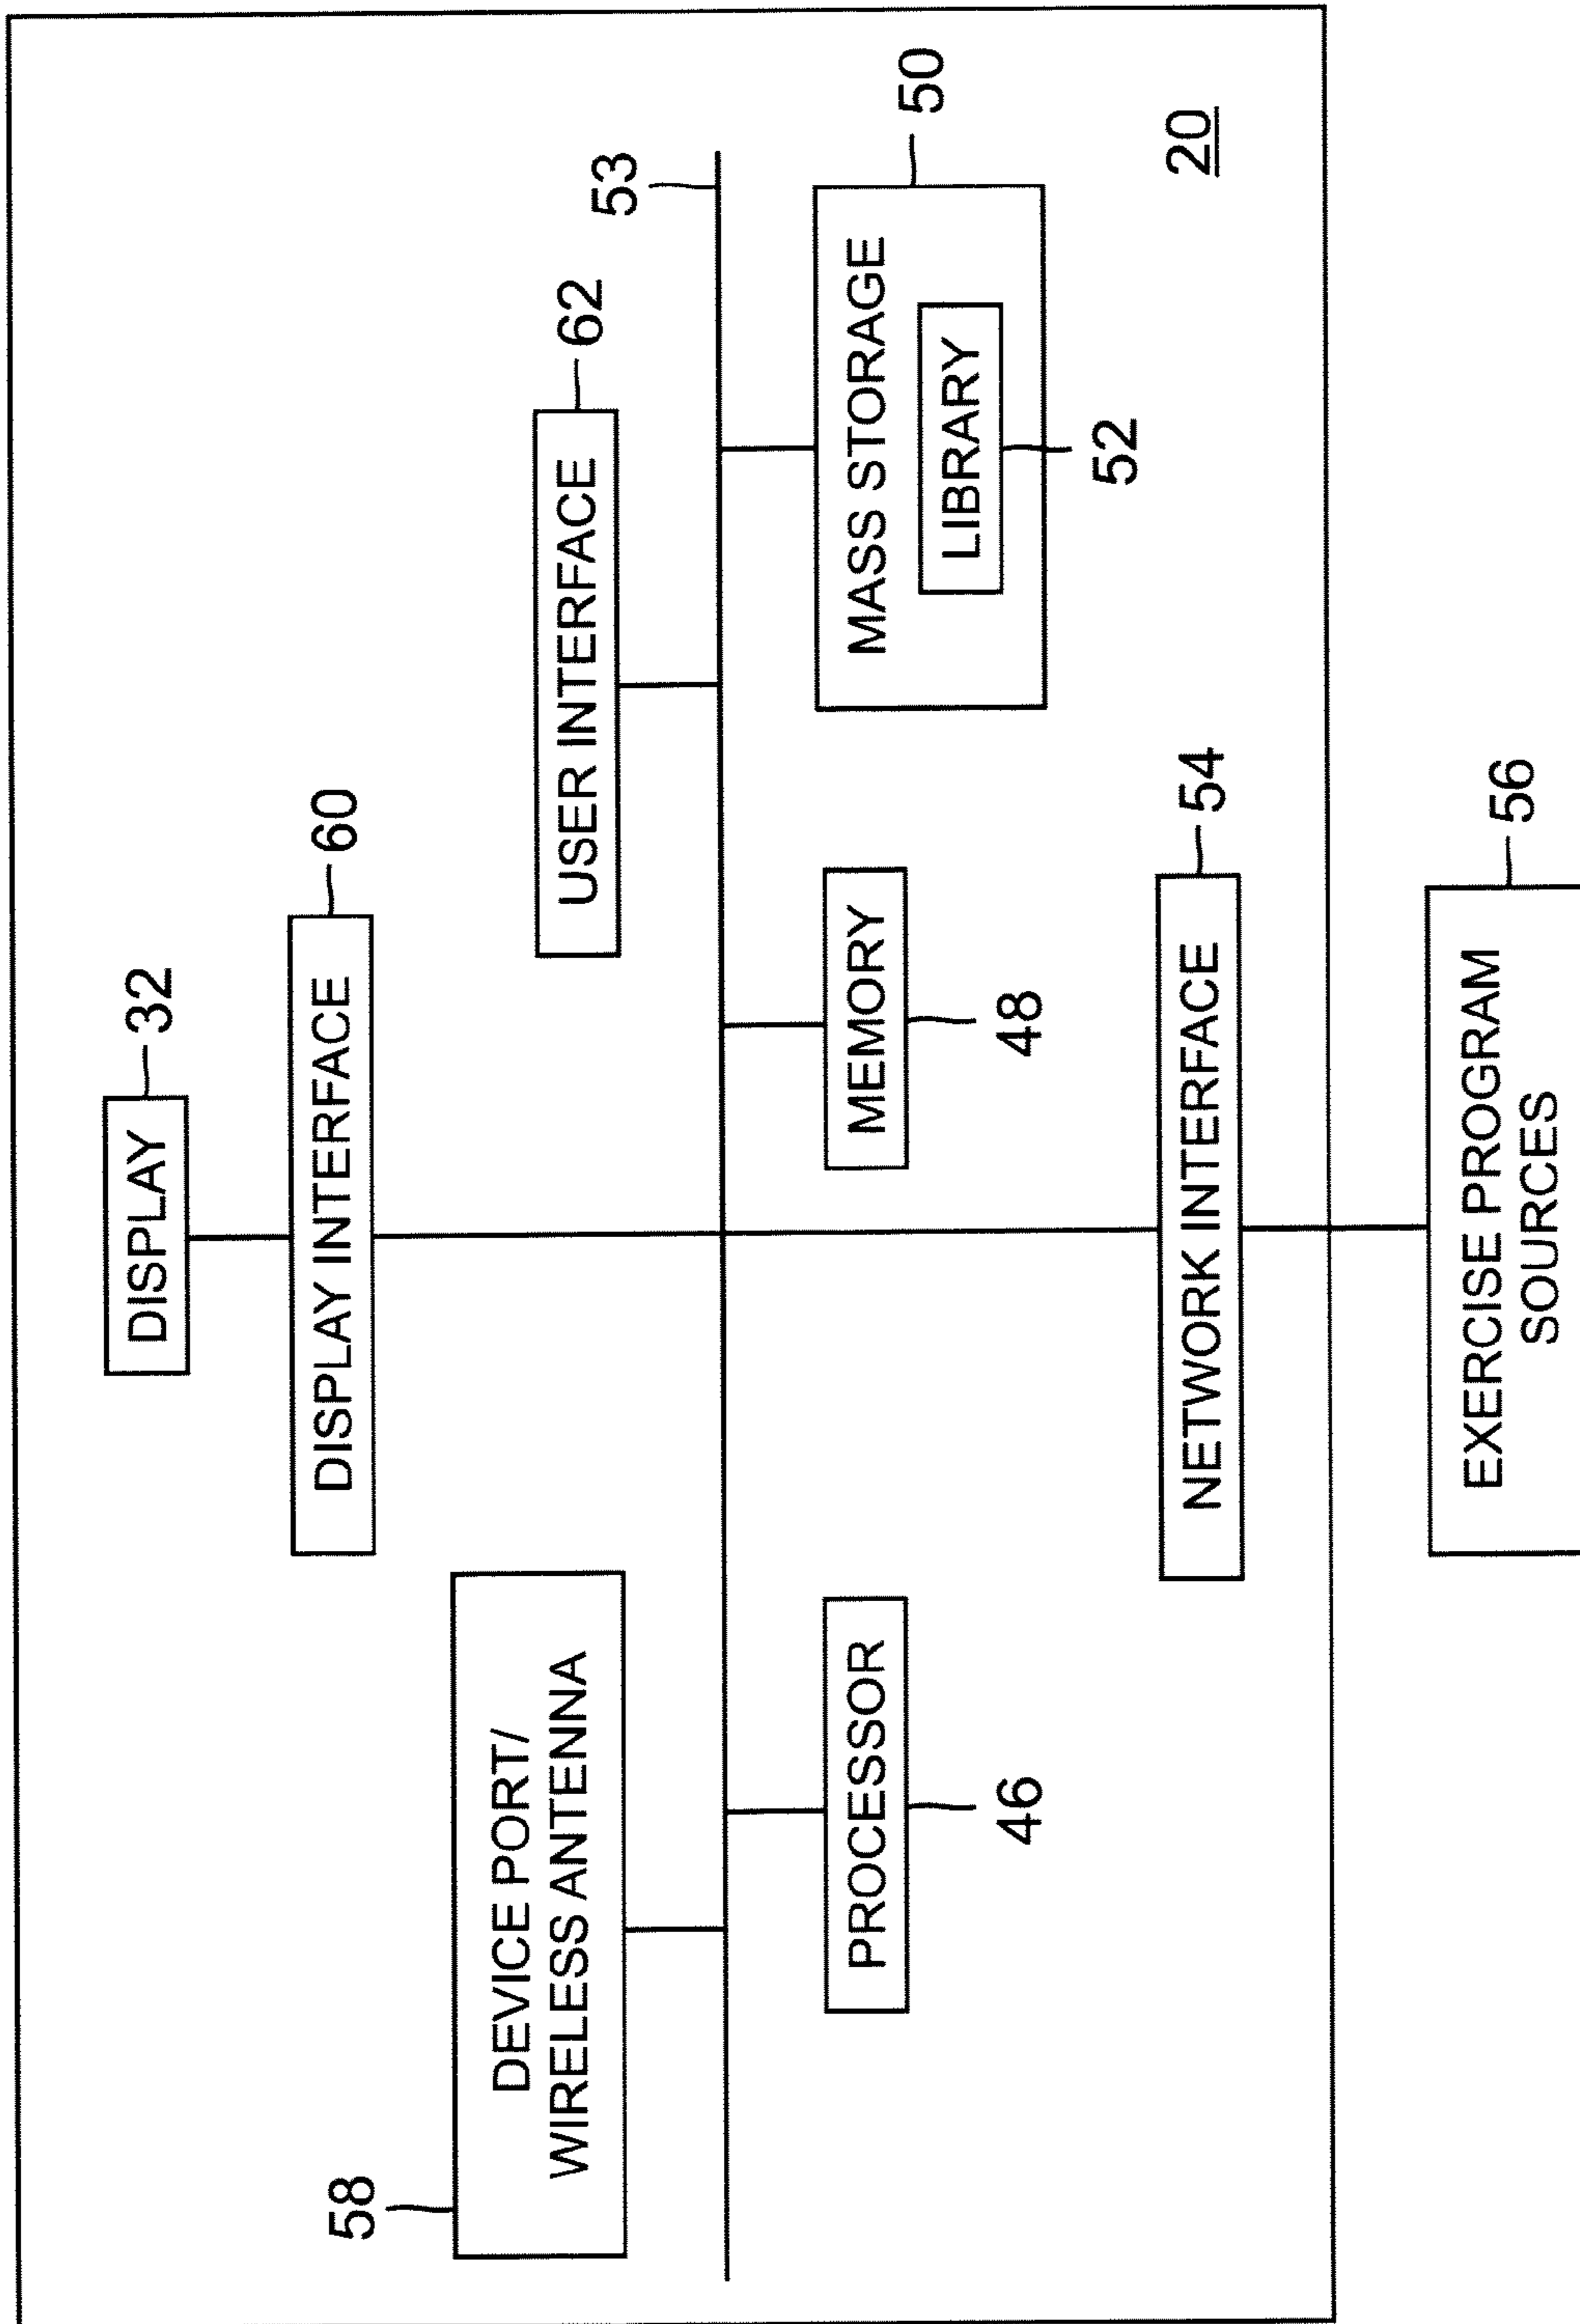 DISPLAY
32
DISPLAY INTERFACE
60
58
DEVICE PORT/
WIRELESS ANTENNA
USER INTERFACE
62
53
PROCESSOR
46
MEMORY
48
MASS STORAGE
50
LIBRARY
52
NETWORK INTERFACE
54
20
EXERCISE PROGRAM
SOURCES
56